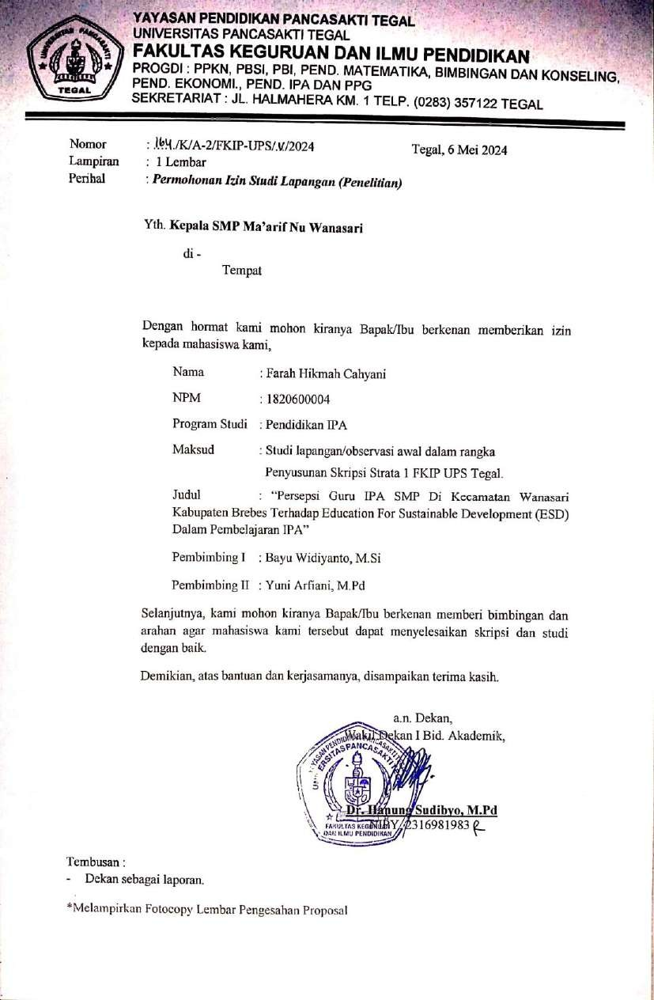 YAYASAN PENDIDIKAN PANCASAKTI TEGAL
UNIVERSITAS PANCASAKTI TEGAL
FAKULTAS KEGURUAN DAN ILMU PENDIDIKAN
PROGDI : PPKN, PBSI, PBI, PEND. MATEMATIKA, BIMBINGAN DAN KONSELING,
PEND. EKONOMI., PEND. IPA DAN PPG
SEKRETARIAT : JL. HALMAHERA KM. 1 TELP. (0283) 357122 TEGAL
UNIVERSITAS PANCASAKTI
TEGAL
Nomor : .164./K/A-2/FKIP-UPS/.V/2024 Tegal, 6 Mei 2024
Lampiran : 1 Lembar
Perihal : Permohonan Izin Studi Lapangan (Penelitian)
Yth. Kepala SMP Ma’arif Nu Wanasari
di -
Tempat
Dengan hormat kami mohon kiranya Bapak/Ibu berkenan memberikan izin
kepada mahasiswa kami,
Nama : Farah Hikmah Cahyani
NPM : 1820600004
Program Studi : Pendidikan IPA
Maksud : Studi lapangan/observasi awal dalam rangka
Penyusunan Skripsi Strata 1 FKIP UPS Tegal.
Judul : “Persepsi Guru IPA SMP Di Kecamatan Wanasari
Kabupaten Brebes Terhadap Education For Sustainable Development (ESD)
Dalam Pembelajaran IPA”
Pembimbing I : Bayu Widiyanto, M.Si
Pembimbing II : Yuni Arfiani, M.Pd
Selanjutnya, kami mohon kiranya Bapak/Ibu berkenan memberi bimbingan dan
arahan agar mahasiswa kami tersebut dapat menyelesaikan skripsi dan studi
dengan baik.
Demikian, atas bantuan dan kerjasamanya, disampaikan terima kasih.
a.n. Dekan,
Wakil Dekan I Bid. Akademik,
YAYASAN PENDIDIKAN PANCASAKTI
UNIVERSITAS PANCASAKTI
FAKULTAS KEGURUAN
DAN ILMU PENDIDIKAN
Dr. Hanung Sudibyo, M.Pd
NIPY. 2316981983
Tembusan :
- Dekan sebagai laporan.
*Melampirkan Fotocopy Lembar Pengesahan Proposal